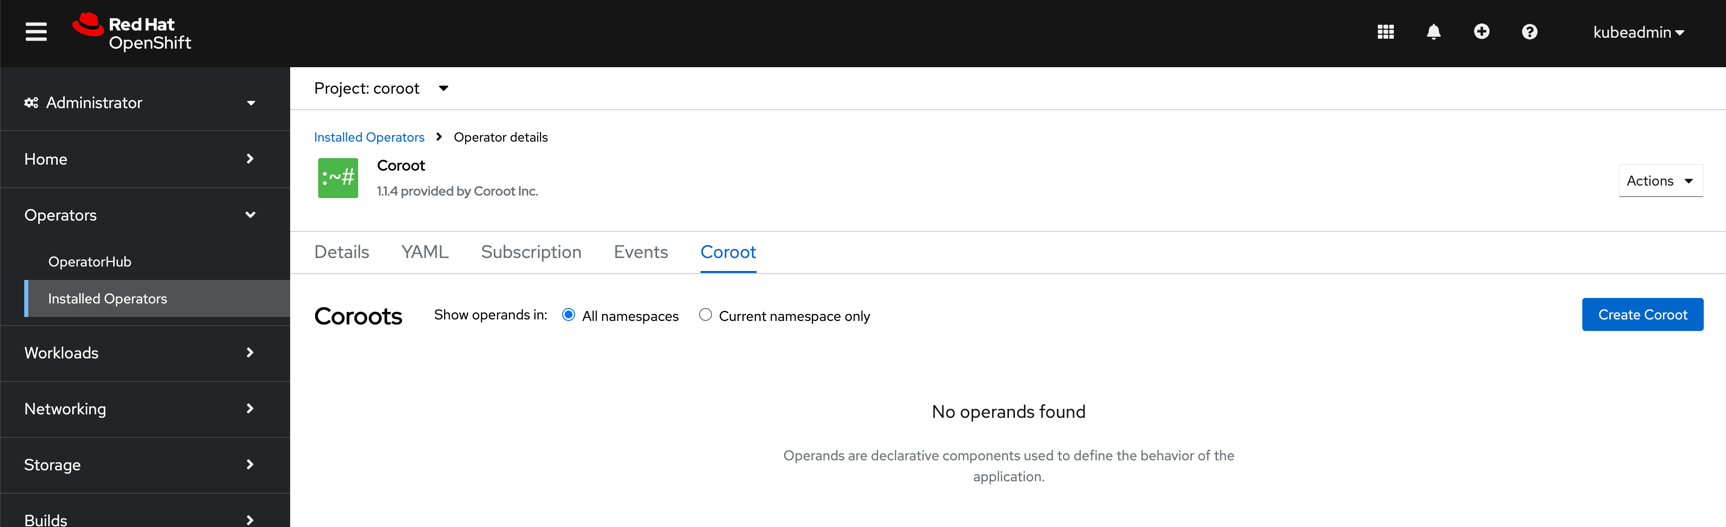 Red Hat
OpenShift
kubeadmin
Administrator
Home
Operators
OperatorHub
Installed Operators
Workloads
Networking
Storage
Builds
Project: coroot
Installed Operators > Operator details
:~#
Coroot
1.1.4 provided by Coroot Inc.
Actions
Details YAML Subscription Events Coroot
Coroots Show operands in: All namespaces Current namespace only Create Coroot
No operands found
Operands are declarative components used to define the behavior of the
application.